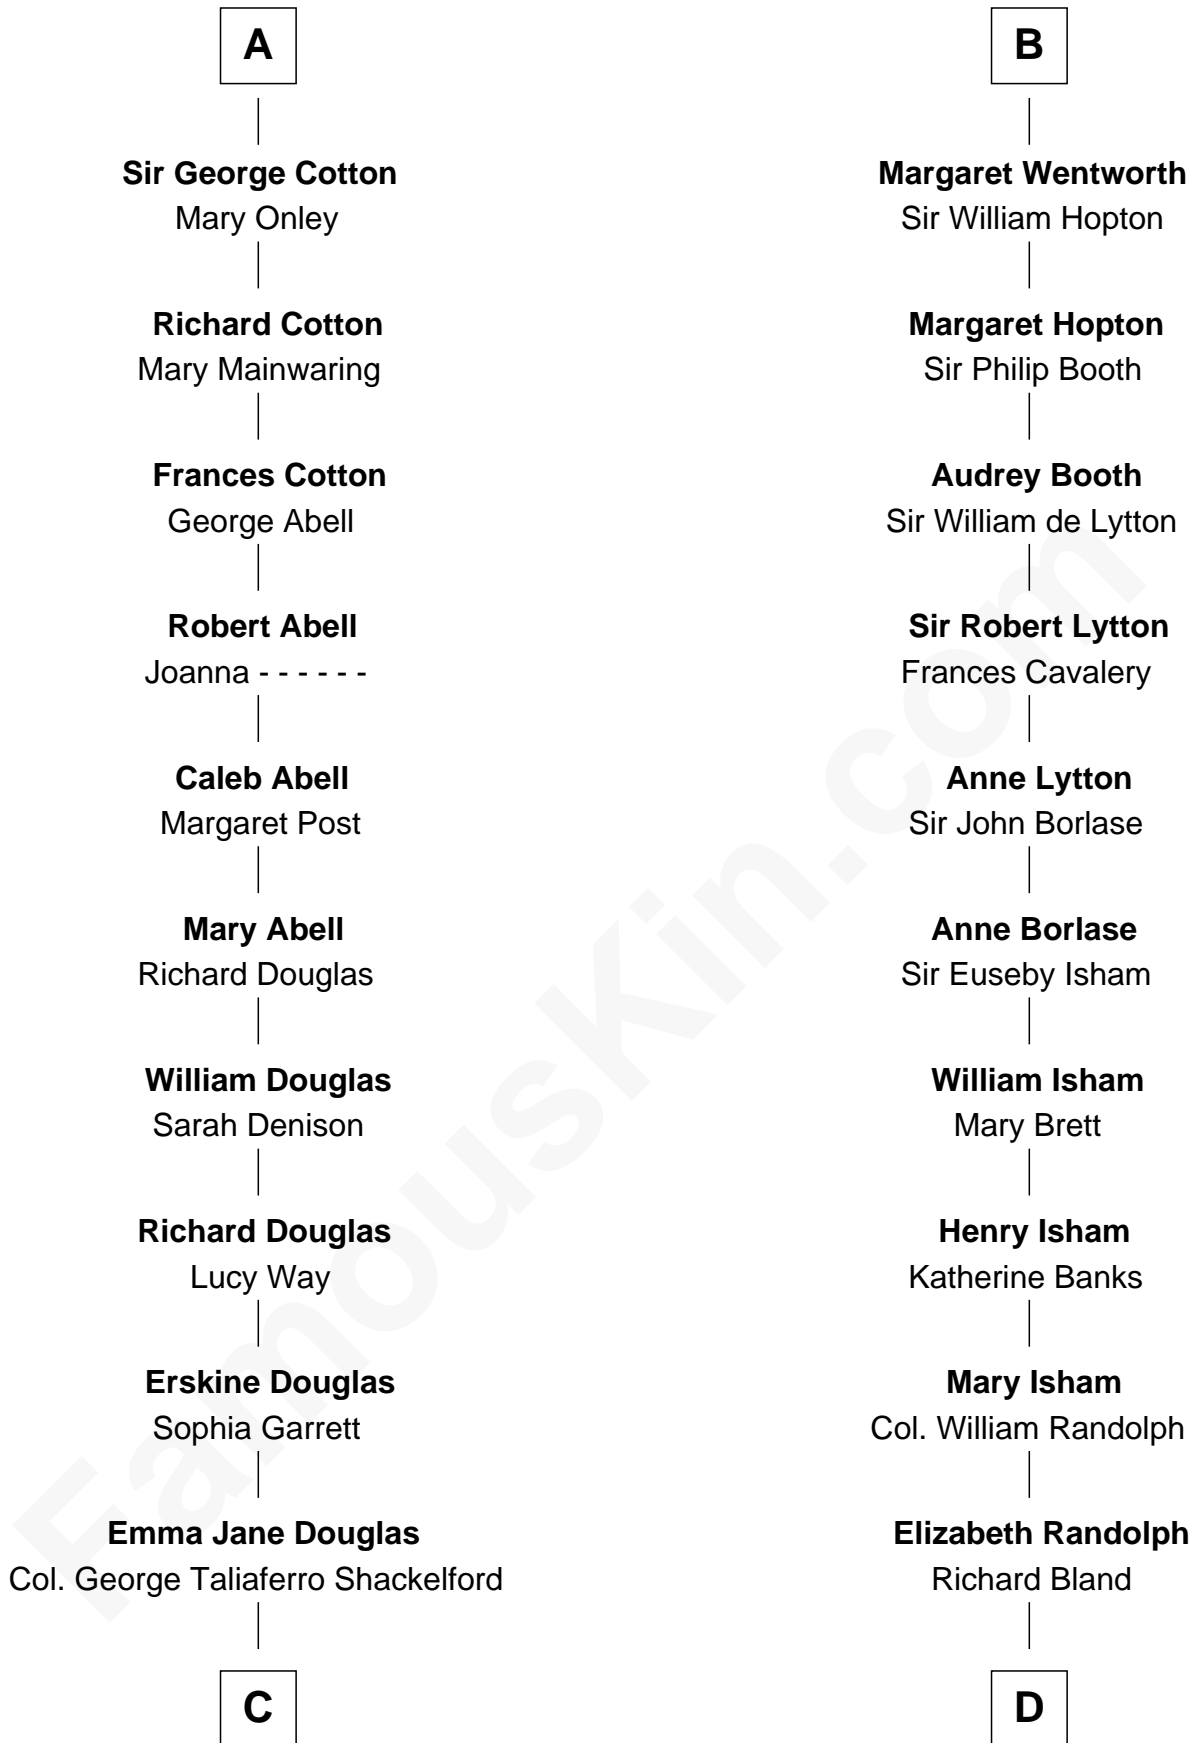 A
Sir George Cotton
Mary Onley
Richard Cotton
Mary Mainwaring
Frances Cotton
George Abell
Robert Abell
Joanna - - - - - -
Caleb Abell
Margaret Post
Mary Abell
Richard Douglas
William Douglas
Sarah Denison
Richard Douglas
Lucy Way
Erskine Douglas
Sophia Garrett
Emma Jane Douglas
Col. George Taliaferro Shackelford
C
B
Margaret Wentworth
Sir William Hopton
Margaret Hopton
Sir Philip Booth
Audrey Booth
Sir William de Lytton
Sir Robert Lytton
Frances Cavalery
Anne Lytton
Sir John Borlase
Anne Borlase
Sir Euseby Isham
William Isham
Mary Brett
Henry Isham
Katherine Banks
Mary Isham
Col. William Randolph
Elizabeth Randolph
Richard Bland
D
FamousKin.com